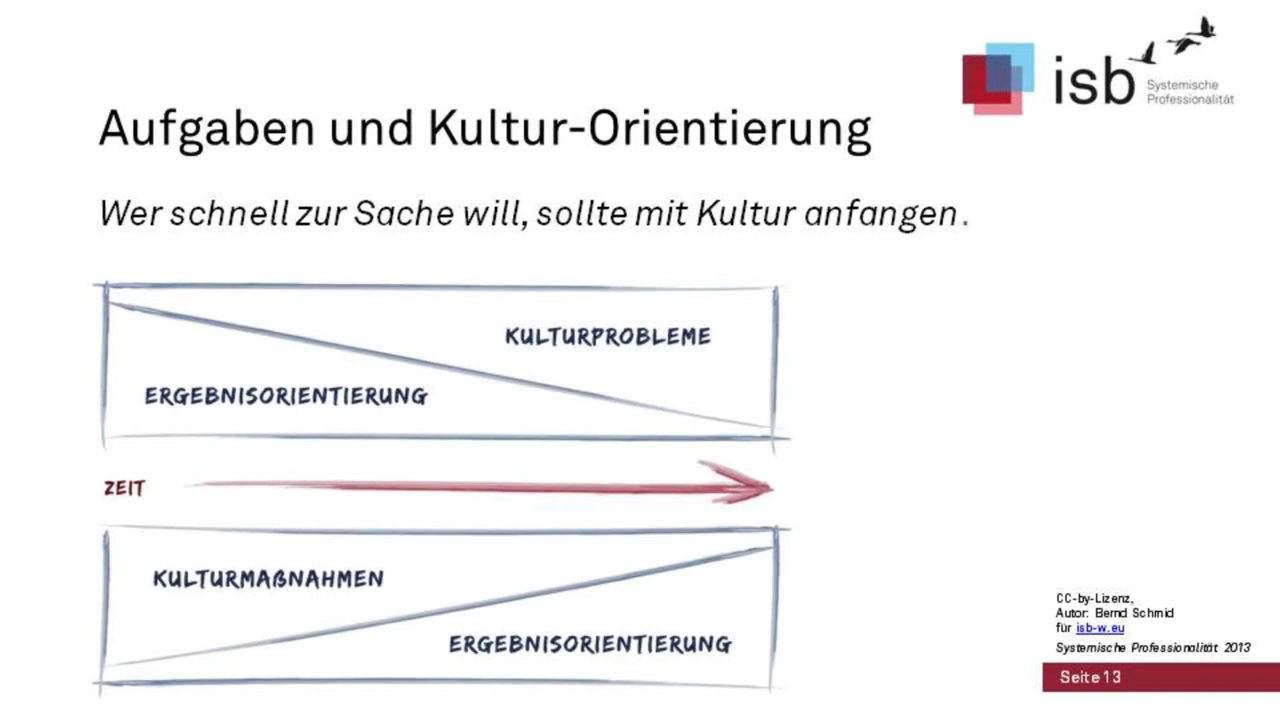 isb
Systemische
Professionalität
Aufgaben und Kultur-Orientierung
Wer schnell zur Sache will, sollte mit Kultur anfangen.
KULTURPROBLEME
ERGEBNISORIENTIERUNG
ZEIT
KULTURMAßNAHMEN
ERGEBNISORIENTIERUNG
CC-by-Lizenz,
Autor: Bernd Schmid
für isb-w.eu
Systemische Professionalität 2013
Seite 13